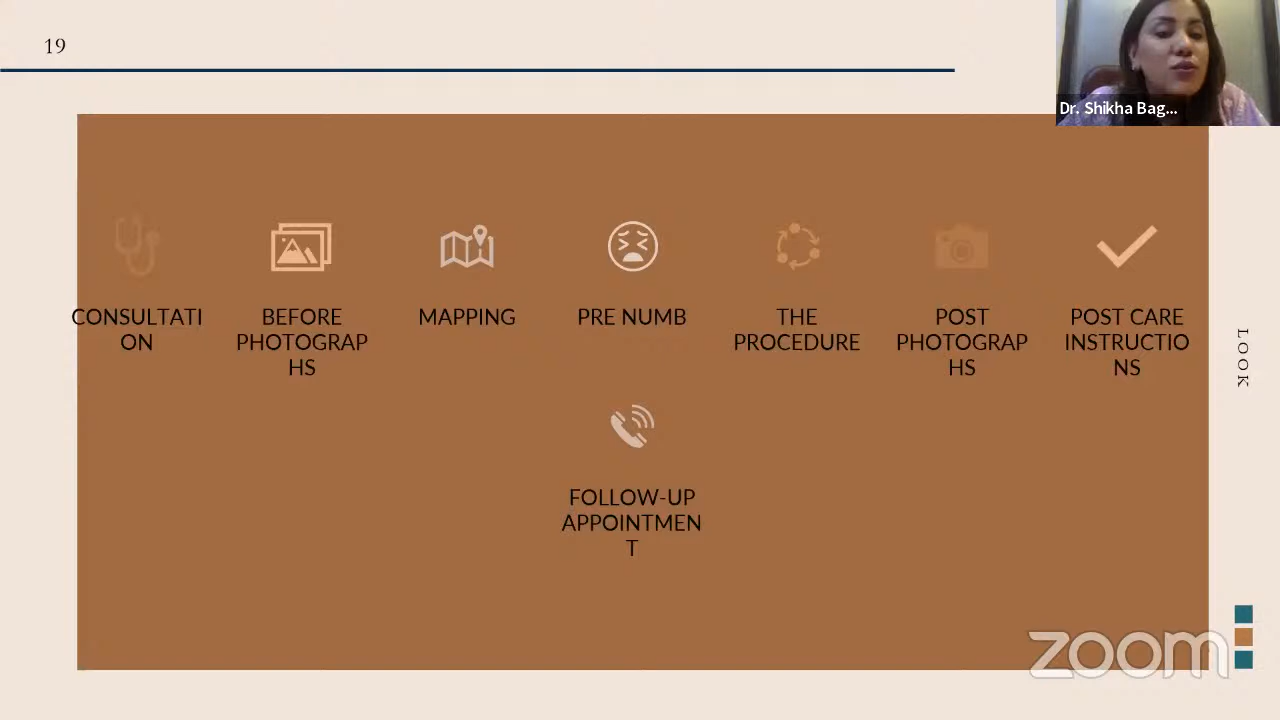 19
Dr. Shikha Bag...
CONSULTATI
ON
BEFORE
PHOTOGRAP
HS
MAPPING
PRE NUMB
THE
PROCEDURE
POST
PHOTOGRAP
HS
POST CARE
INSTRUCTIO
NS
LOOK
FOLLOW-UP
APPOINTMEN
T
zoom